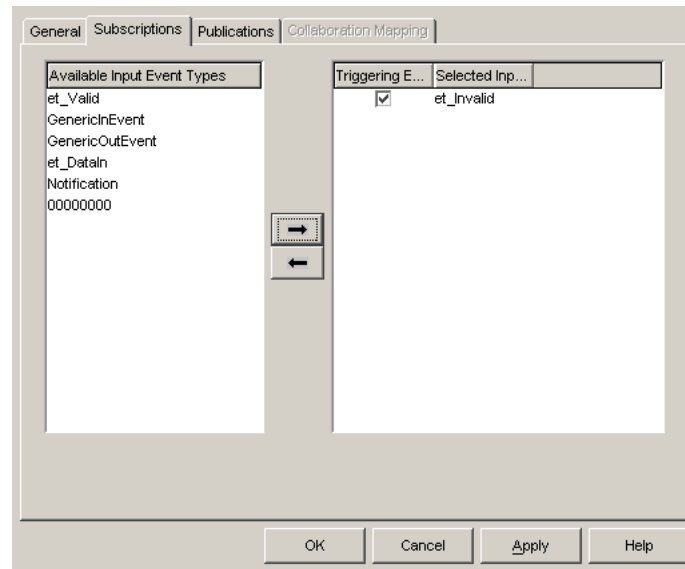 General Subscriptions Publications Collaboration Mapping
Available Input Event Types
et_Valid
GenericInEvent
GenericOutEvent
et_DataIn
Notification
00000000
Triggering E... Selected Inp...
et_Invalid
OK Cancel Apply Help